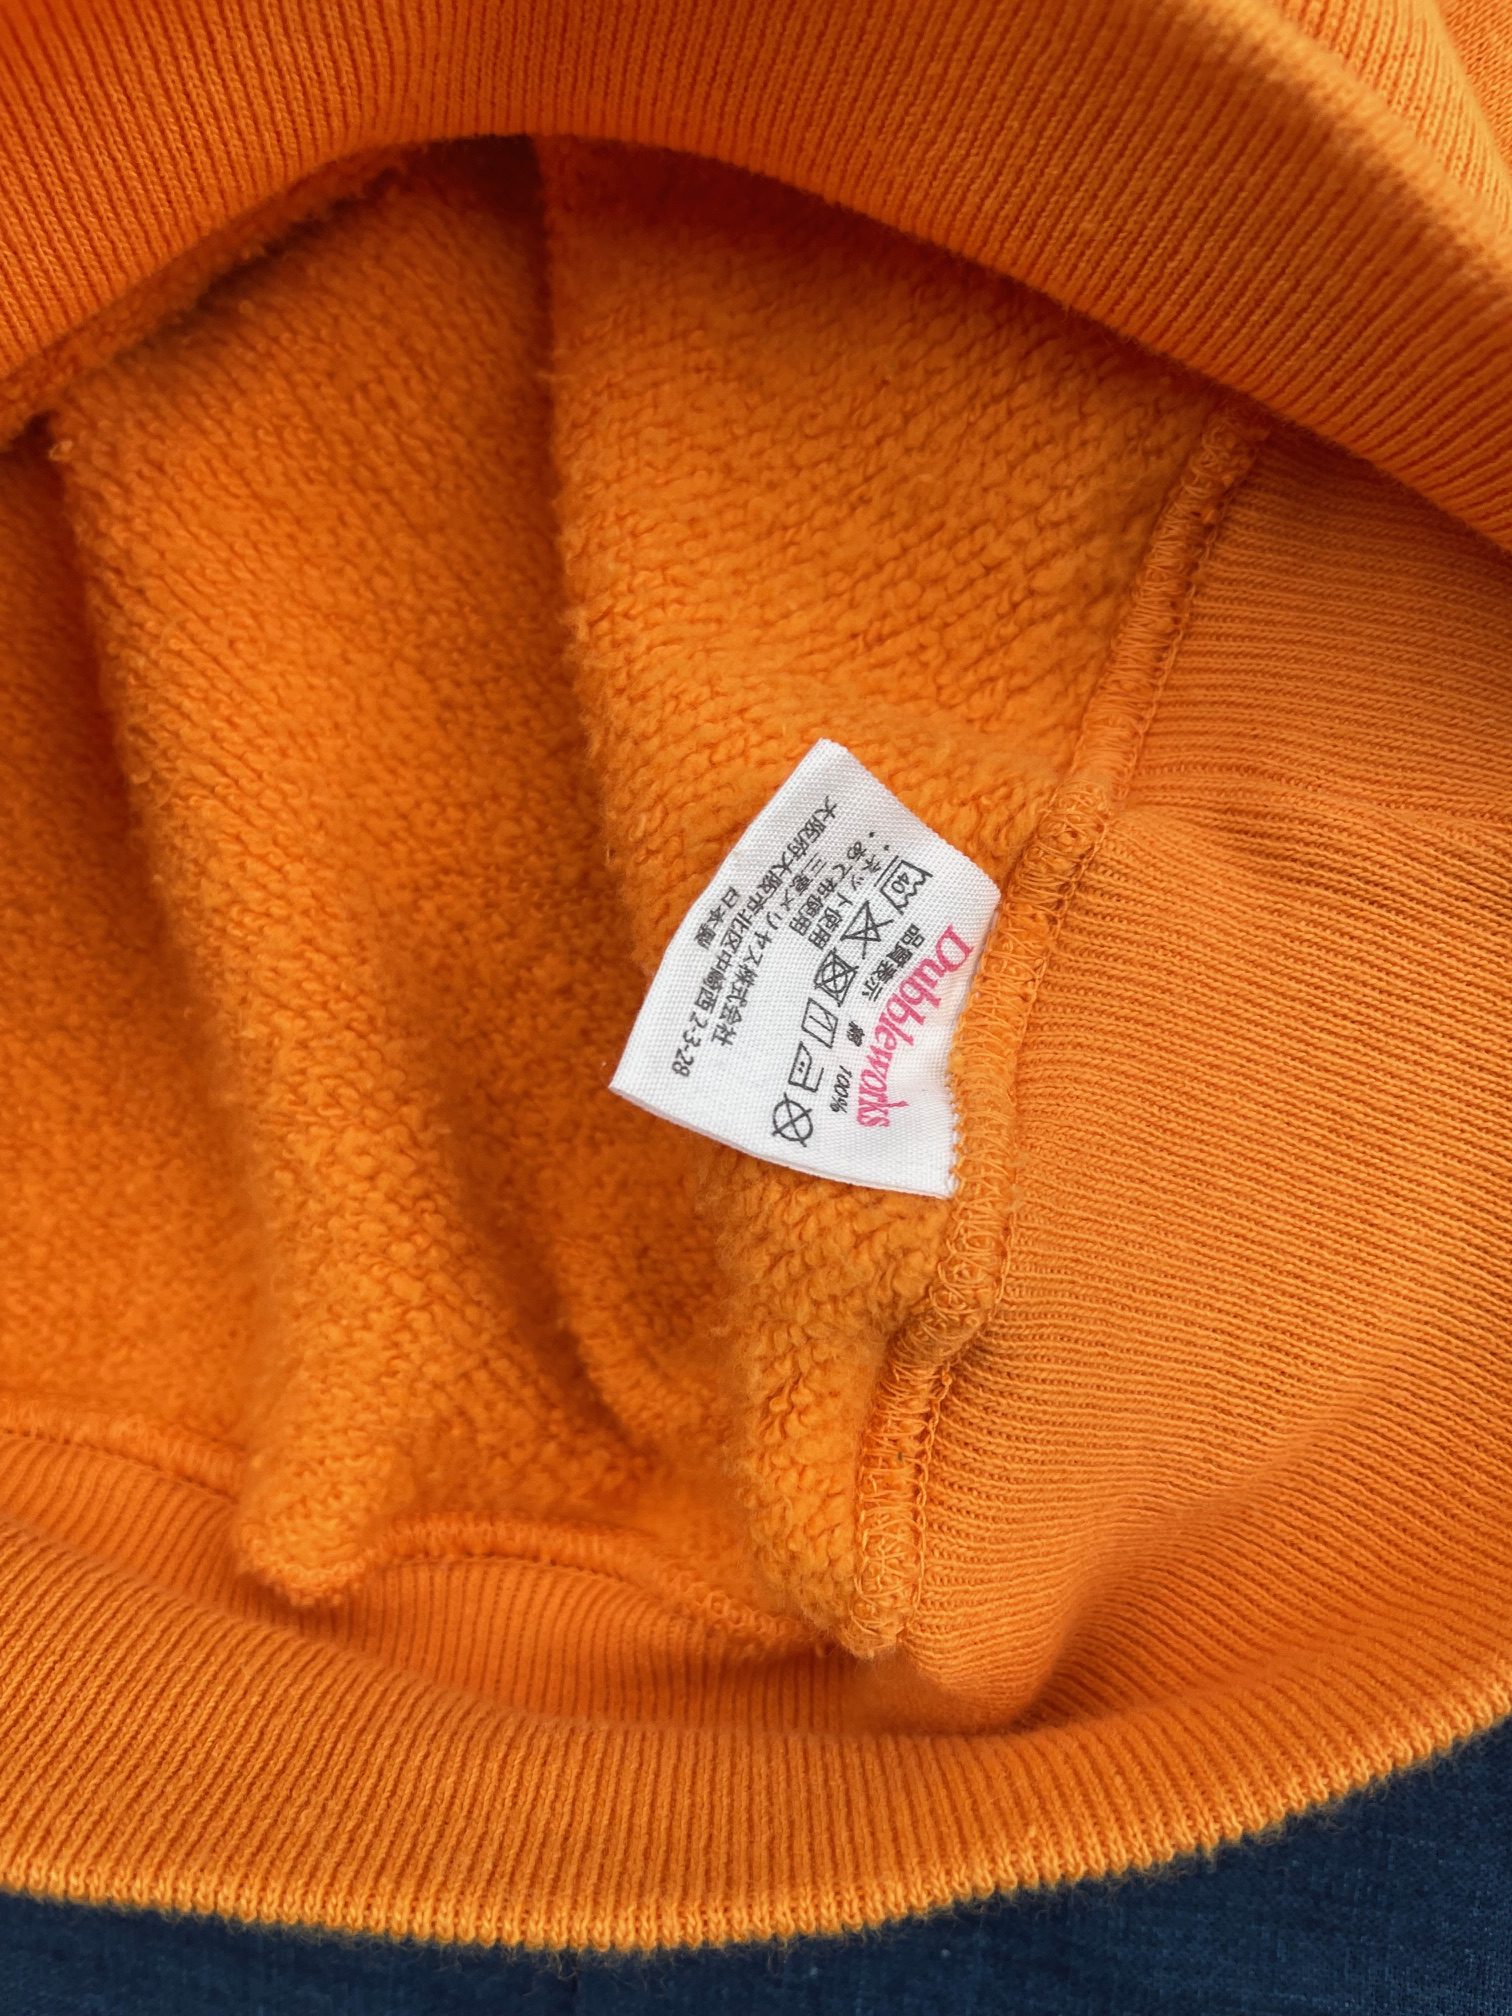 Dubbleworks
品質表示
綿 100%
40
・ネット使用
あて布使用
三恵メリヤス株式会社
大阪府大阪市北区中崎西 2-3-28
日本製